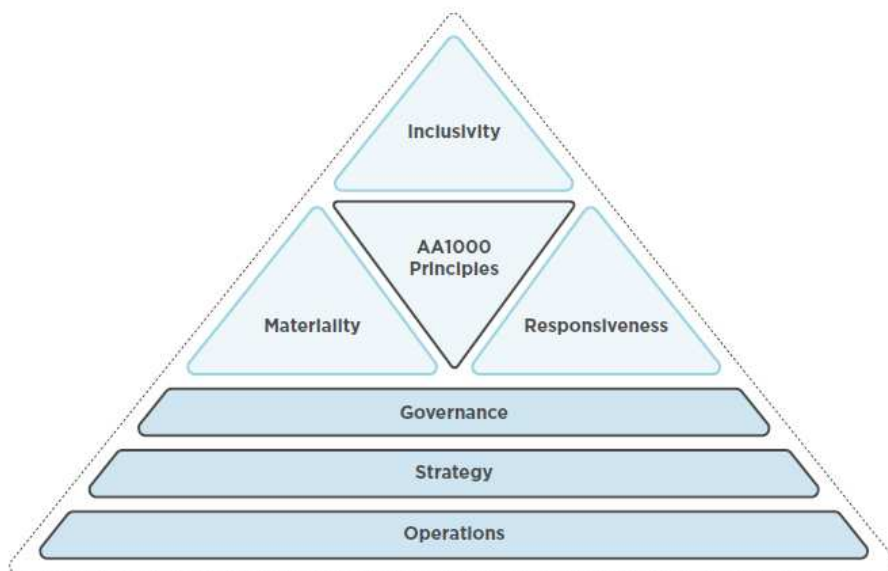 Inclusivity
AA1000
Principles
Materiality
Responsiveness
Governance
Strategy
Operations